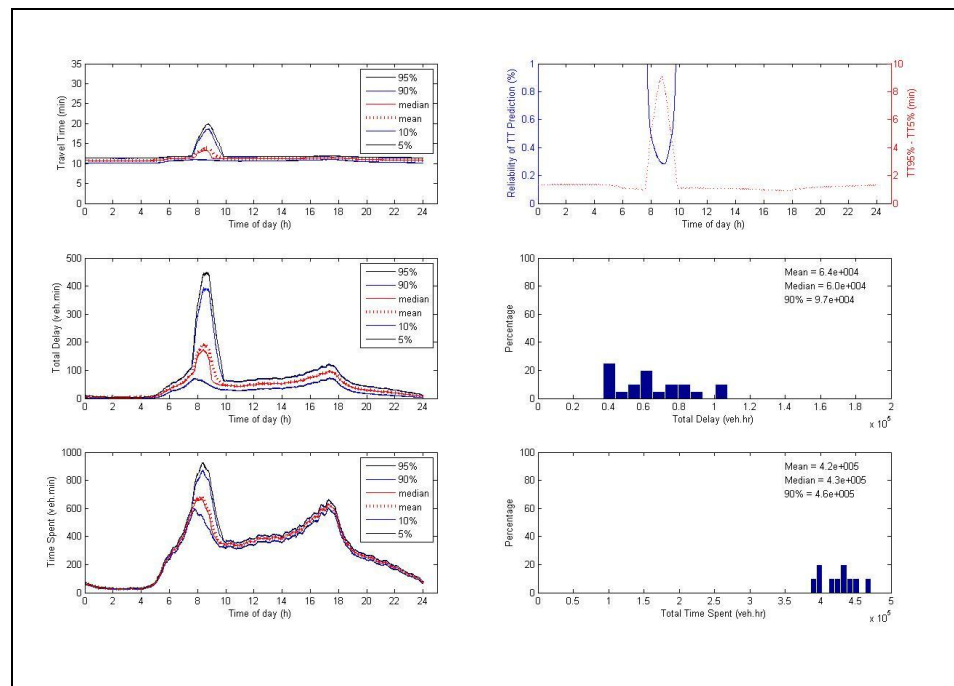 35
30
25
20
15
10
5
0
Travel Time (min)
0 2 4 6 8 10 12 14 16 18 20 22 24
Time of day (h)
95%
90%
median
mean
10%
5%
1
0.8
0.6
0.4
0.2
0
Reliability of TT Prediction (%)
0 2 4 6 8 10 12 14 16 18 20 22 24
Time of day (h)
10
8
6
4
2
0
TT95% - TT5% (min)
500
400
300
200
100
0
Total Delay (veh.min)
0 2 4 6 8 10 12 14 16 18 20 22 24
Time of day (h)
95%
90%
median
mean
10%
5%
100
80
60
40
20
0
Percentage
Mean = 6.4e+004
Median = 6.0e+004
90% = 9.7e+004
0 0.2 0.4 0.6 0.8 1 1.2 1.4 1.6 1.8 2
Total Delay (veh.hr)
x 10^5
1000
800
600
400
200
0
Time Spent (veh.min)
0 2 4 6 8 10 12 14 16 18 20 22 24
Time of day (h)
95%
90%
median
mean
10%
5%
100
80
60
40
20
0
Percentage
Mean = 4.2e+005
Median = 4.3e+005
90% = 4.6e+005
0 0.5 1 1.5 2 2.5 3 3.5 4 4.5 5
Total Time Spent (veh.hr)
x 10^5